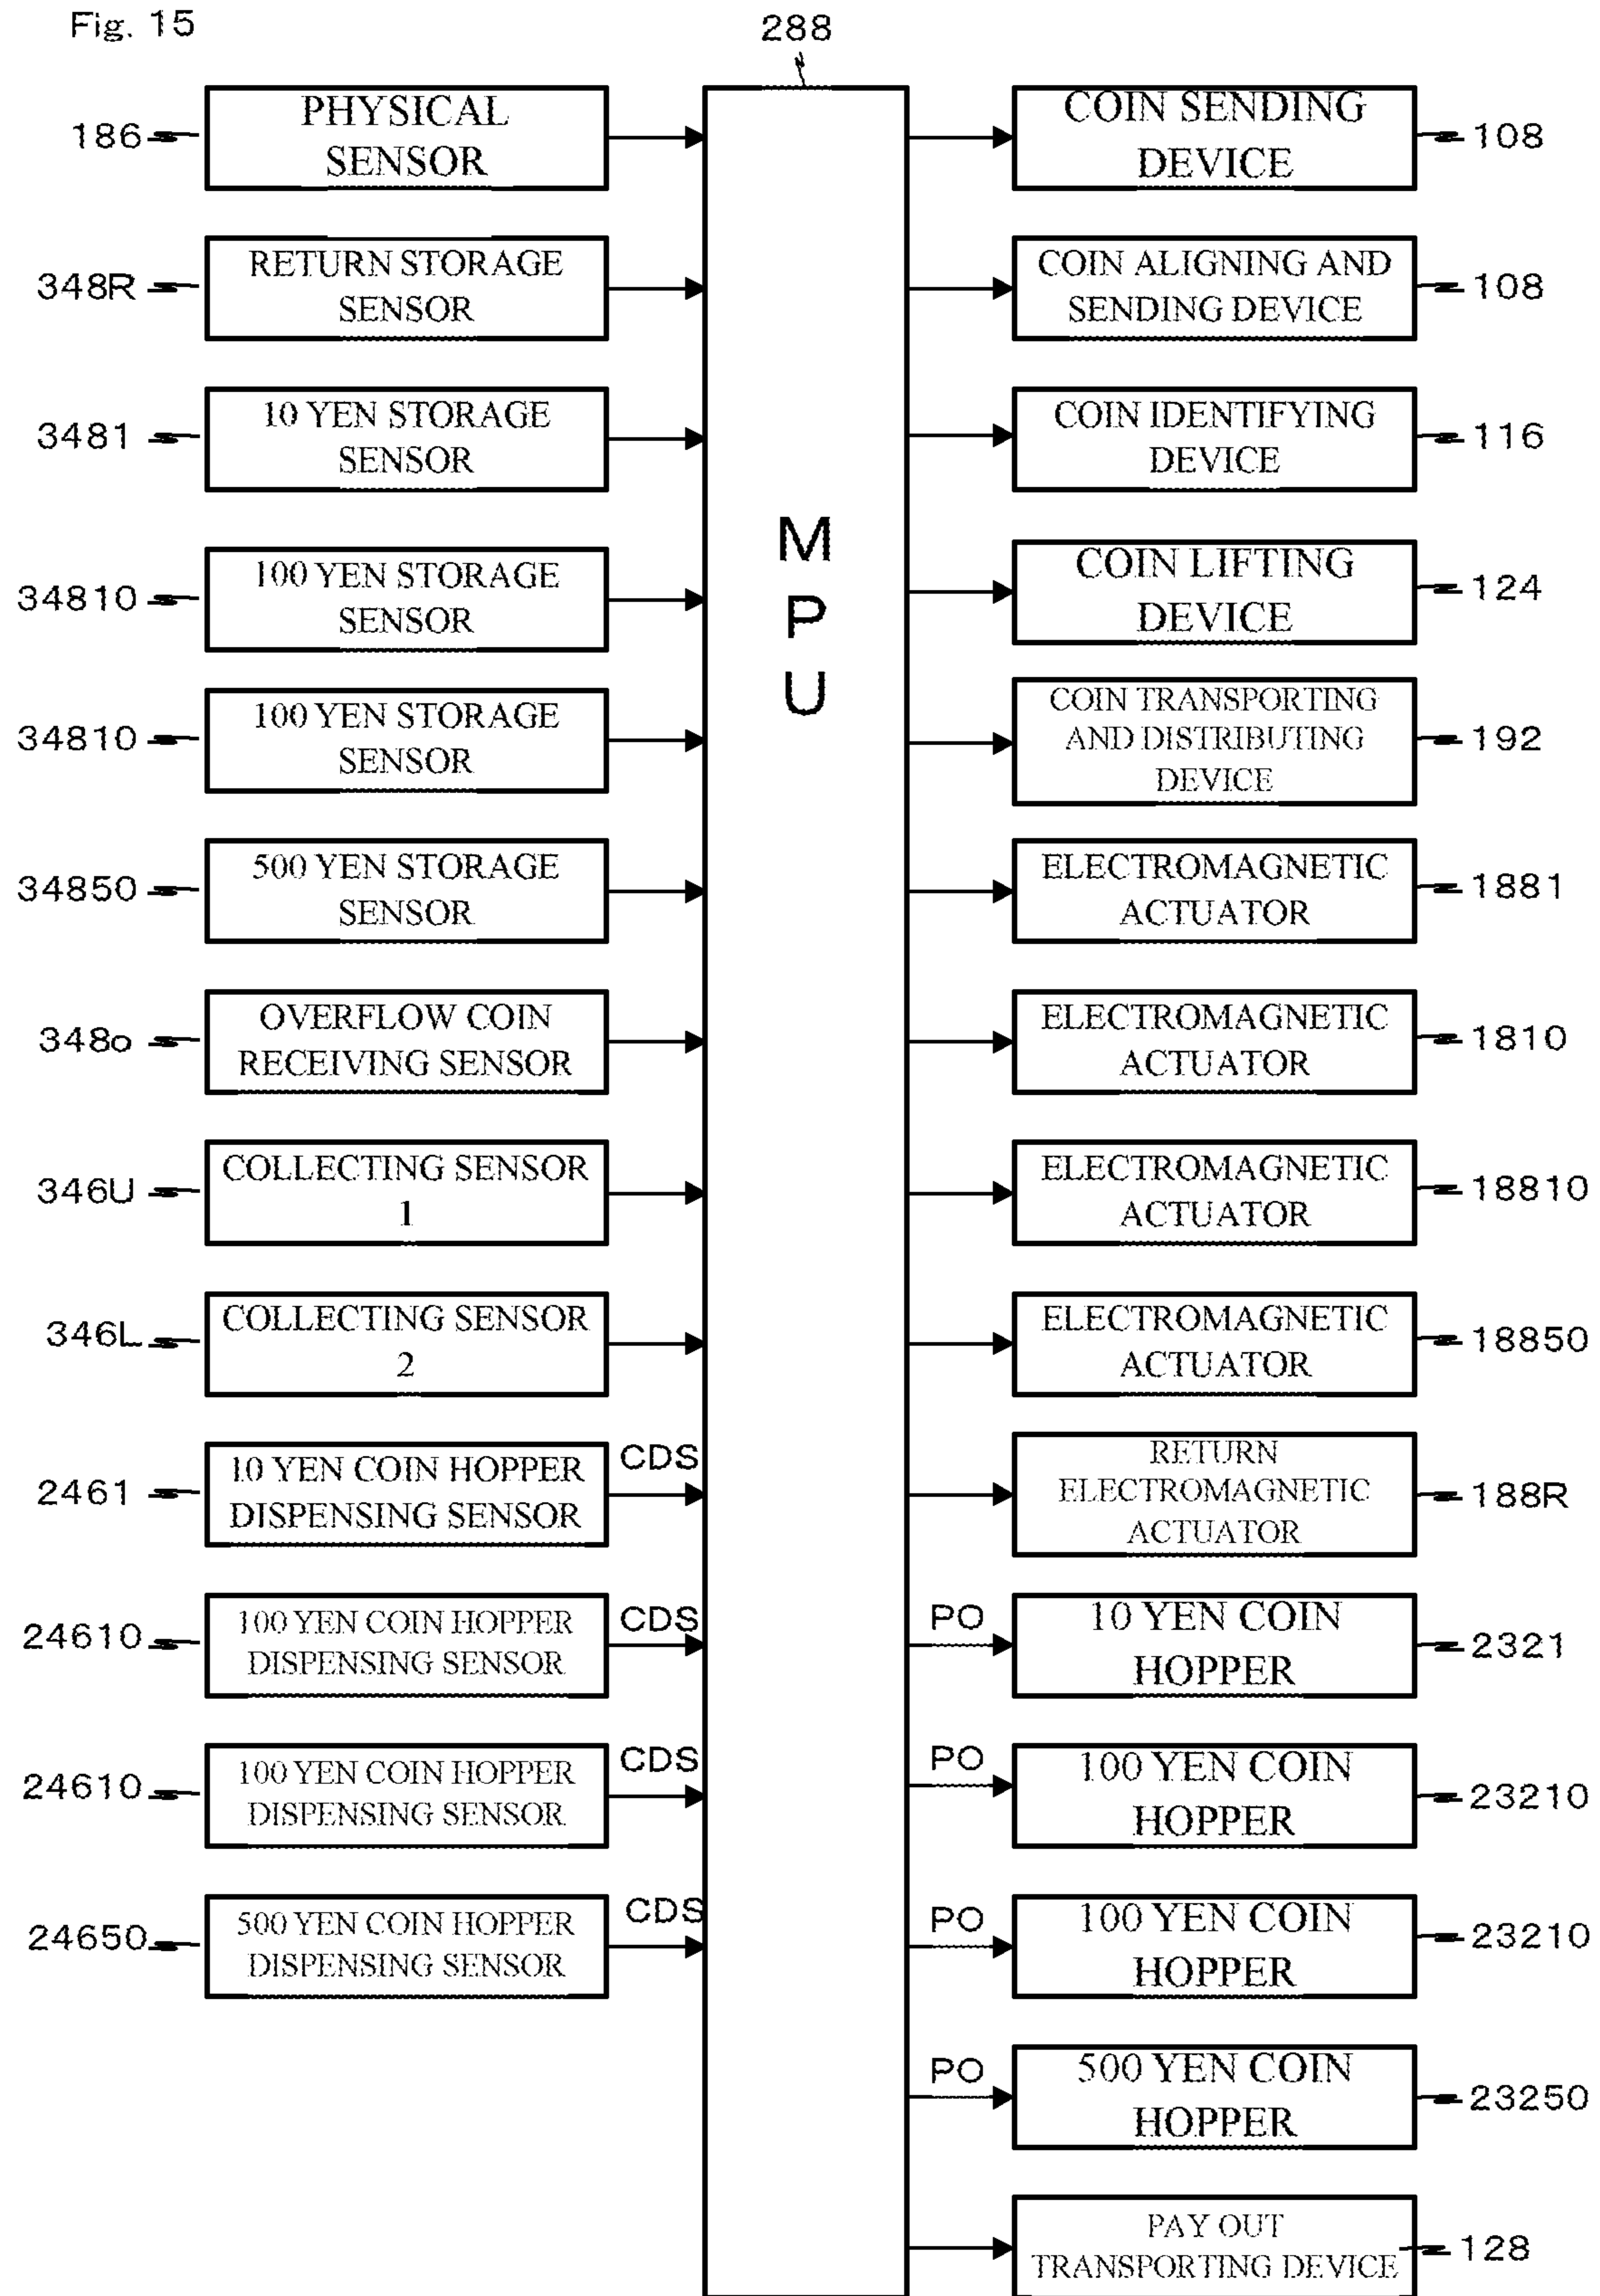 Fig. 15
288
186
PHYSICAL
SENSOR
348R
RETURN STORAGE
SENSOR
3481
10 YEN STORAGE
SENSOR
34810
100 YEN STORAGE
SENSOR
34810
100 YEN STORAGE
SENSOR
34850
500 YEN STORAGE
SENSOR
348o
OVERFLOW COIN
RECEIVING SENSOR
346U
COLLECTING SENSOR
1
346L
COLLECTING SENSOR
2
2461
10 YEN COIN HOPPER
DISPENSING SENSOR
CDS
24610
100 YEN COIN HOPPER
DISPENSING SENSOR
CDS
24610
100 YEN COIN HOPPER
DISPENSING SENSOR
CDS
24650
500 YEN COIN HOPPER
DISPENSING SENSOR
CDS
M
P
U
COIN SENDING
DEVICE
108
COIN ALIGNING AND
SENDING DEVICE
108
COIN IDENTIFYING
DEVICE
116
COIN LIFTING
DEVICE
124
COIN TRANSPORTING
AND DISTRIBUTING
DEVICE
192
ELECTROMAGNETIC
ACTUATOR
1881
ELECTROMAGNETIC
ACTUATOR
1810
ELECTROMAGNETIC
ACTUATOR
18810
ELECTROMAGNETIC
ACTUATOR
18850
RETURN
ELECTROMAGNETIC
ACTUATOR
188R
PO
10 YEN COIN
HOPPER
2321
PO
100 YEN COIN
HOPPER
23210
PO
100 YEN COIN
HOPPER
23210
PO
500 YEN COIN
HOPPER
23250
PAY OUT
TRANSPORTING DEVICE
128